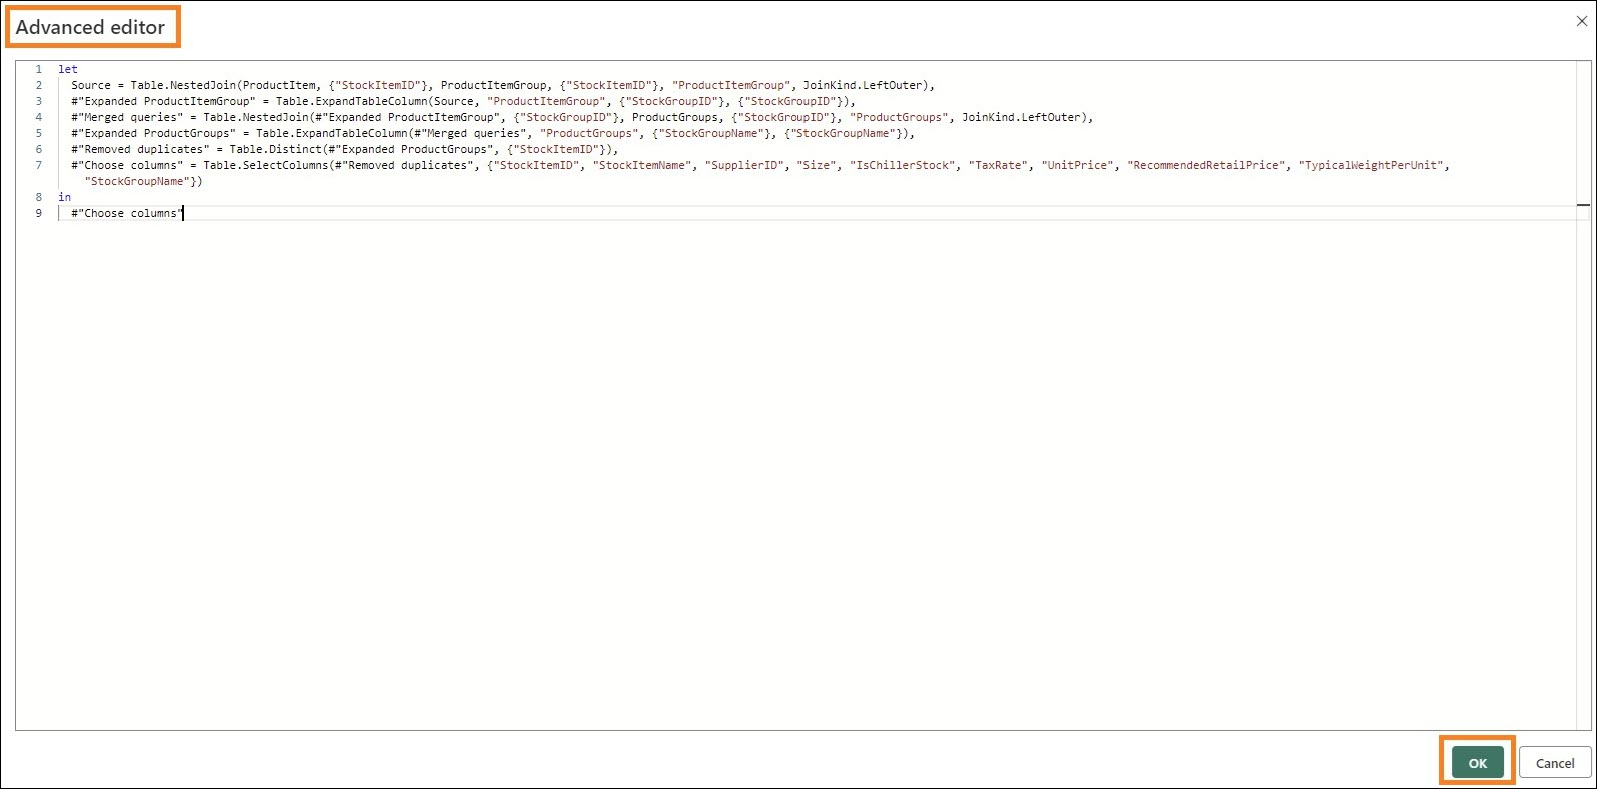 Advanced editor
1 let
2 Source = Table.NestedJoin(ProductItem, {"StockItemID"}, ProductItemGroup, {"StockItemID"}, "ProductItemGroup", JoinKind.LeftOuter),
3 #"Expanded ProductItemGroup" = Table.ExpandTableColumn(Source, "ProductItemGroup", {"StockGroupID"}, {"StockGroupID"}),
4 #"Merged queries" = Table.NestedJoin(#"Expanded ProductItemGroup", {"StockGroupID"}, ProductGroups, {"StockGroupID"}, "ProductGroups", JoinKind.LeftOuter),
5 #"Expanded ProductGroups" = Table.ExpandTableColumn(#"Merged queries", "ProductGroups", {"StockGroupName"}, {"StockGroupName"}),
6 #"Removed duplicates" = Table.Distinct(#"Expanded ProductGroups", {"StockItemID"}),
7 #"Choose columns" = Table.SelectColumns(#"Removed duplicates", {"StockItemID", "StockItemName", "SupplierID", "Size", "IsChillerStock", "TaxRate", "UnitPrice", "RecommendedRetailPrice", "TypicalWeightPerUnit",
"StockGroupName"})
8 in
9 #"Choose columns"
OK Cancel